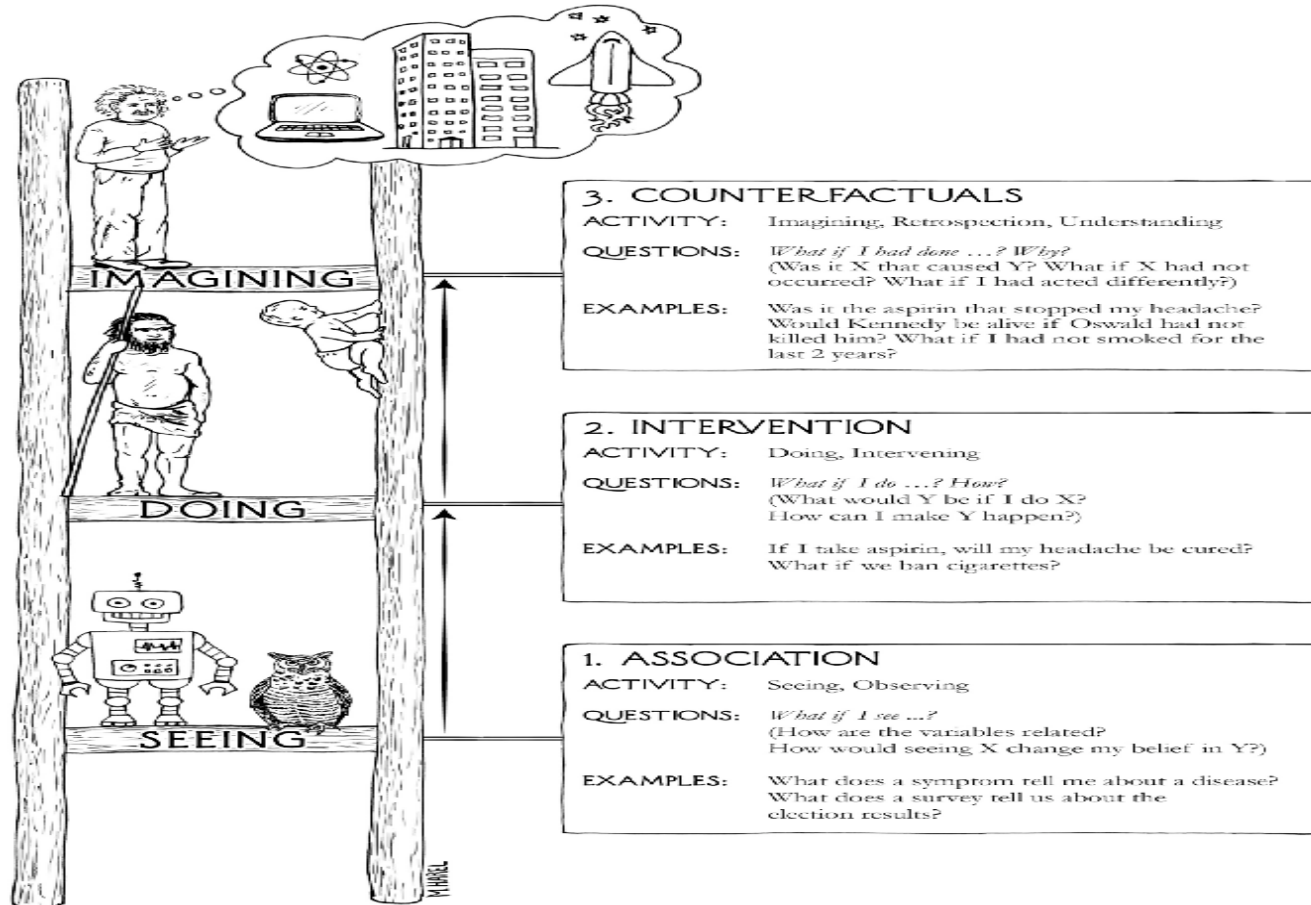 IMAGINING
DOING
SEEING
3. COUNTERFACTUALS
ACTIVITY: Imagining, Retrospection, Understanding
QUESTIONS: What if I had done …? Why?
(Was it X that caused Y? What if X had not
occurred? What if I had acted differently?)
EXAMPLES: Was it the aspirin that stopped my headache?
Would Kennedy be alive if Oswald had not
killed him? What if I had not smoked for the
last 2 years?
2. INTERVENTION
ACTIVITY: Doing, Intervening
QUESTIONS: What if I do …? How?
(What would Y be if I do X?
How can I make Y happen?)
EXAMPLES: If I take aspirin, will my headache be cured?
What if we ban cigarettes?
1. ASSOCIATION
ACTIVITY: Seeing, Observing
QUESTIONS: What if I see ...?
(How are the variables related?
How would seeing X change my belief in Y?)
EXAMPLES: What does a symptom tell me about a disease?
What does a survey tell us about the
election results?
M.HAREL